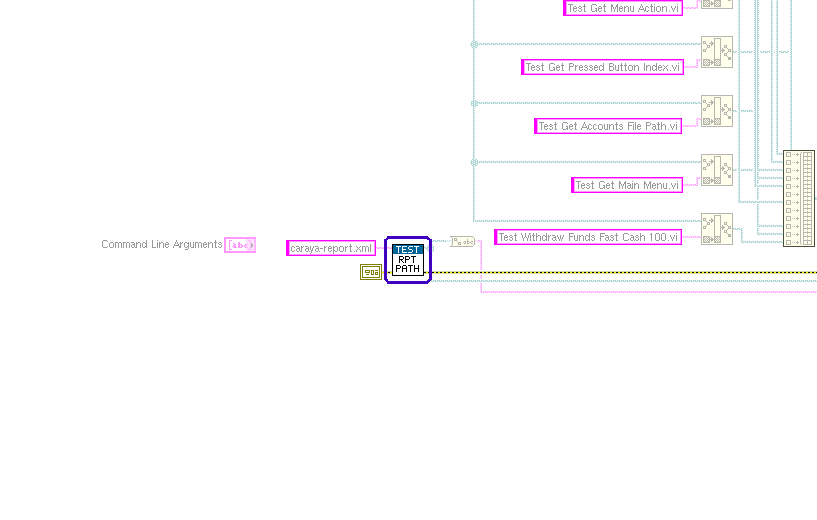 Test Get Menu Action.vi
Test Get Pressed Button Index.vi
Test Get Accounts File Path.vi
Test Get Main Menu.vi
Test Withdraw Funds Fast Cash 100.vi
Command Line Arguments
[abc]
caraya-report.xml
TEST
RPT
PATH
abc